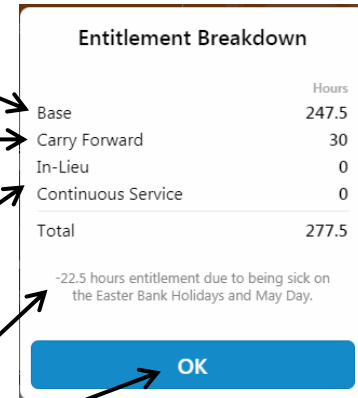 Entitlement Breakdown
Hours
Base 247.5
Carry Forward 30
In-Lieu 0
Continuous Service 0
Total 277.5
-22.5 hours entitlement due to being sick on
the Easter Bank Holidays and May Day.
OK